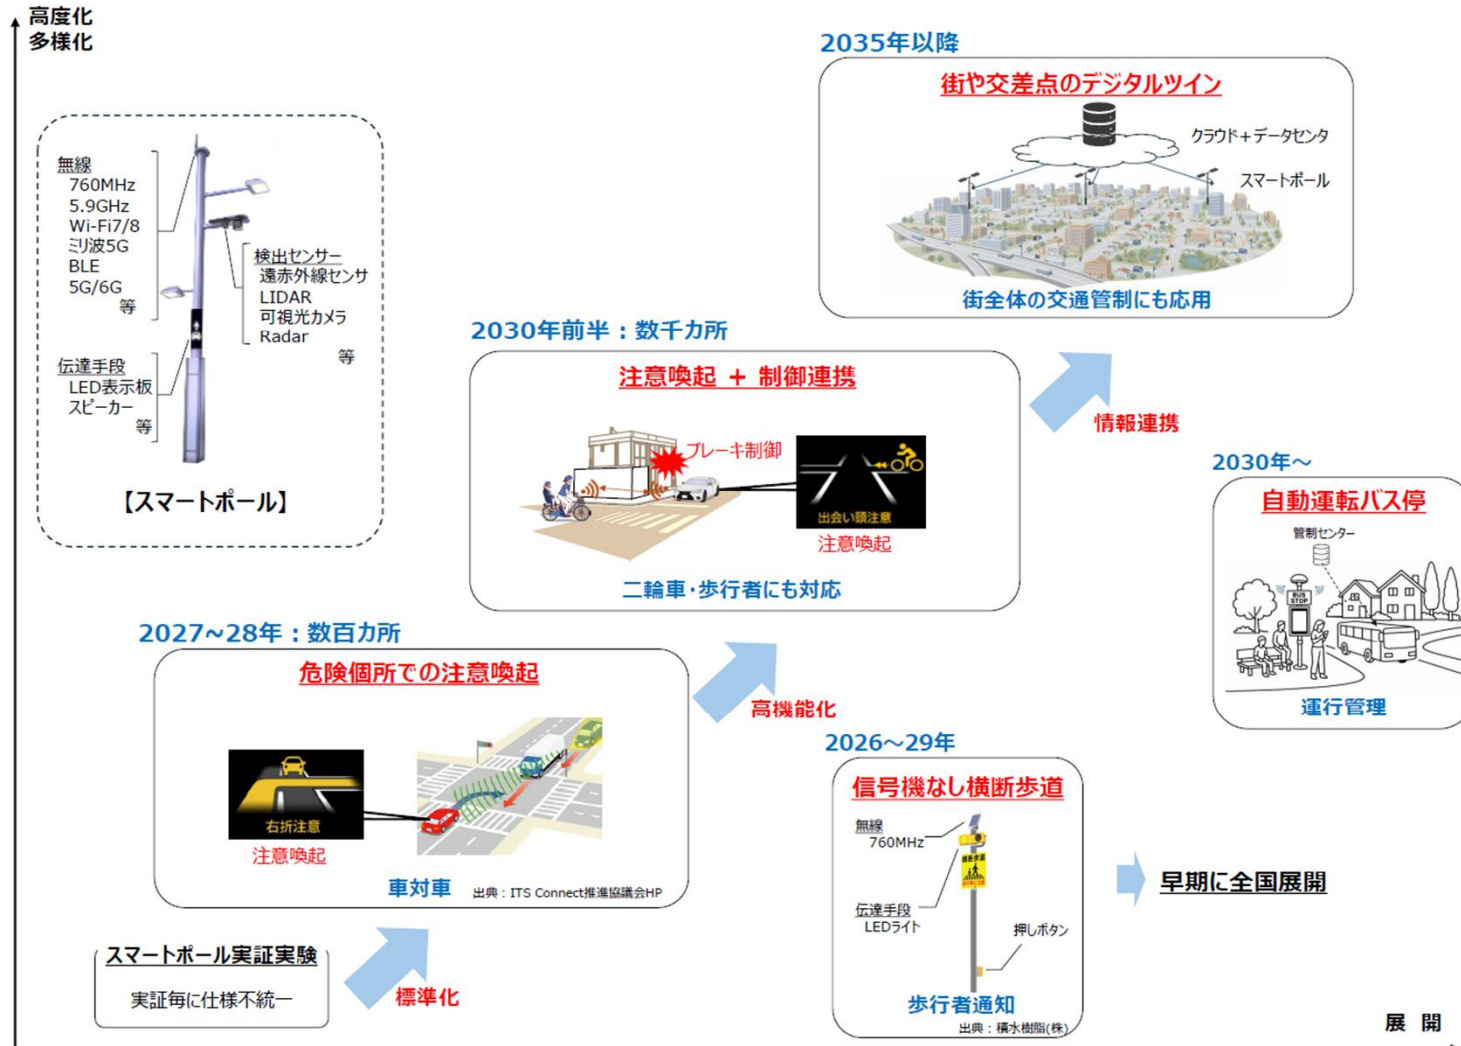 高度化
多様化
無線
760MHz
5.9GHz
Wi-Fi7/8
ミリ波5G
BLE
5G/6G
等
検出センサー
遠赤外線センサ
LIDAR
可視光カメラ
Radar
等
伝達手段
LED表示板
スピーカー
等
【スマートポール】
2035年以降
街や交差点のデジタルツイン
クラウド+データセンタ
スマートポール
街全体の交通管制にも応用
2030年前半：数千カ所
注意喚起 + 制御連携
ブレーキ制御
出会い頭注意
注意喚起
二輪車・歩行者にも対応
情報連携
2030年～
自動運転バス停
管制センター
BUS
STOP
運行管理
2027~28年：数百カ所
危険個所での注意喚起
右折注意
注意喚起
車対車
出典：ITS Connect推進協議会HP
高機能化
2026～29年
信号機なし横断歩道
無線
760MHz
横断歩道
伝達手段
LEDライト
押しボタン
歩行者通知
出典：積水樹脂(株)
早期に全国展開
スマートポール実証実験
実証毎に仕様不統一
標準化
展 開